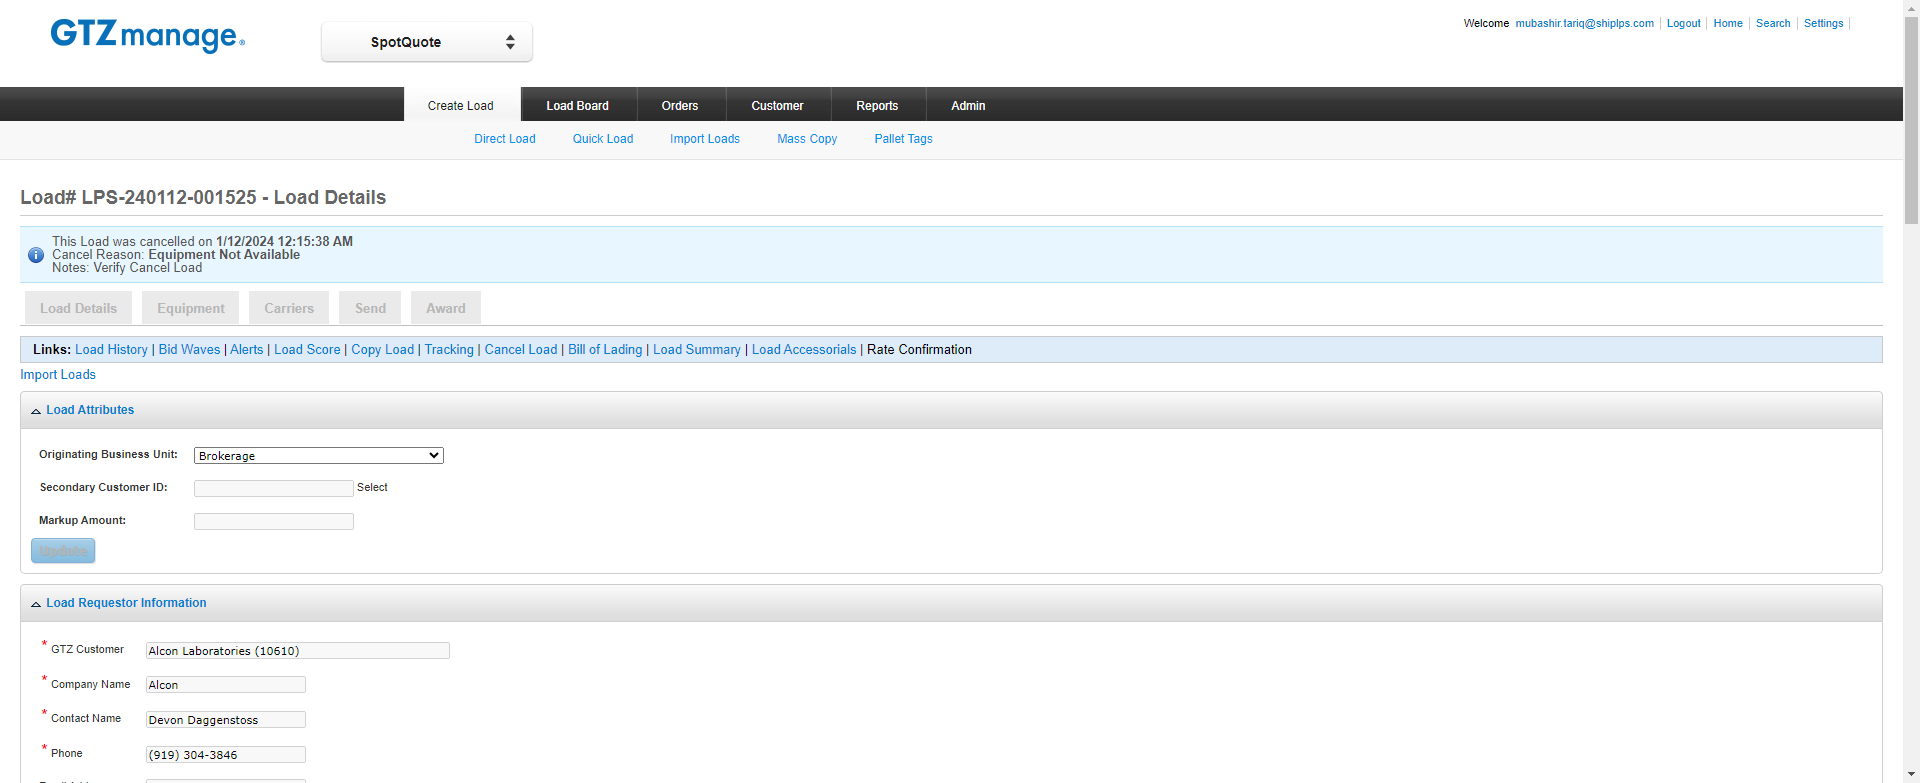 GTZmanage®
SpotQuote
Welcome mubashir.tariq@shiplps.com Logout Home Search Settings
Create Load Load Board Orders Customer Reports Admin
Direct Load Quick Load Import Loads Mass Copy Pallet Tags
Load# LPS-240112-001525 - Load Details
This Load was cancelled on 1/12/2024 12:15:38 AM
Cancel Reason: Equipment Not Available
Notes: Verify Cancel Load
Load Details Equipment Carriers Send Award
Links: Load History | Bid Waves | Alerts | Load Score | Copy Load | Tracking | Cancel Load | Bill of Lading | Load Summary | Load Accessorials | Rate Confirmation
Import Loads
Load Attributes
Originating Business Unit: Brokerage
Secondary Customer ID: Select
Markup Amount:
Update
Load Requestor Information
* GTZ Customer Alcon Laboratories (10610)
* Company Name Alcon
* Contact Name Devon Daggenstoss
* Phone (919) 304-3846